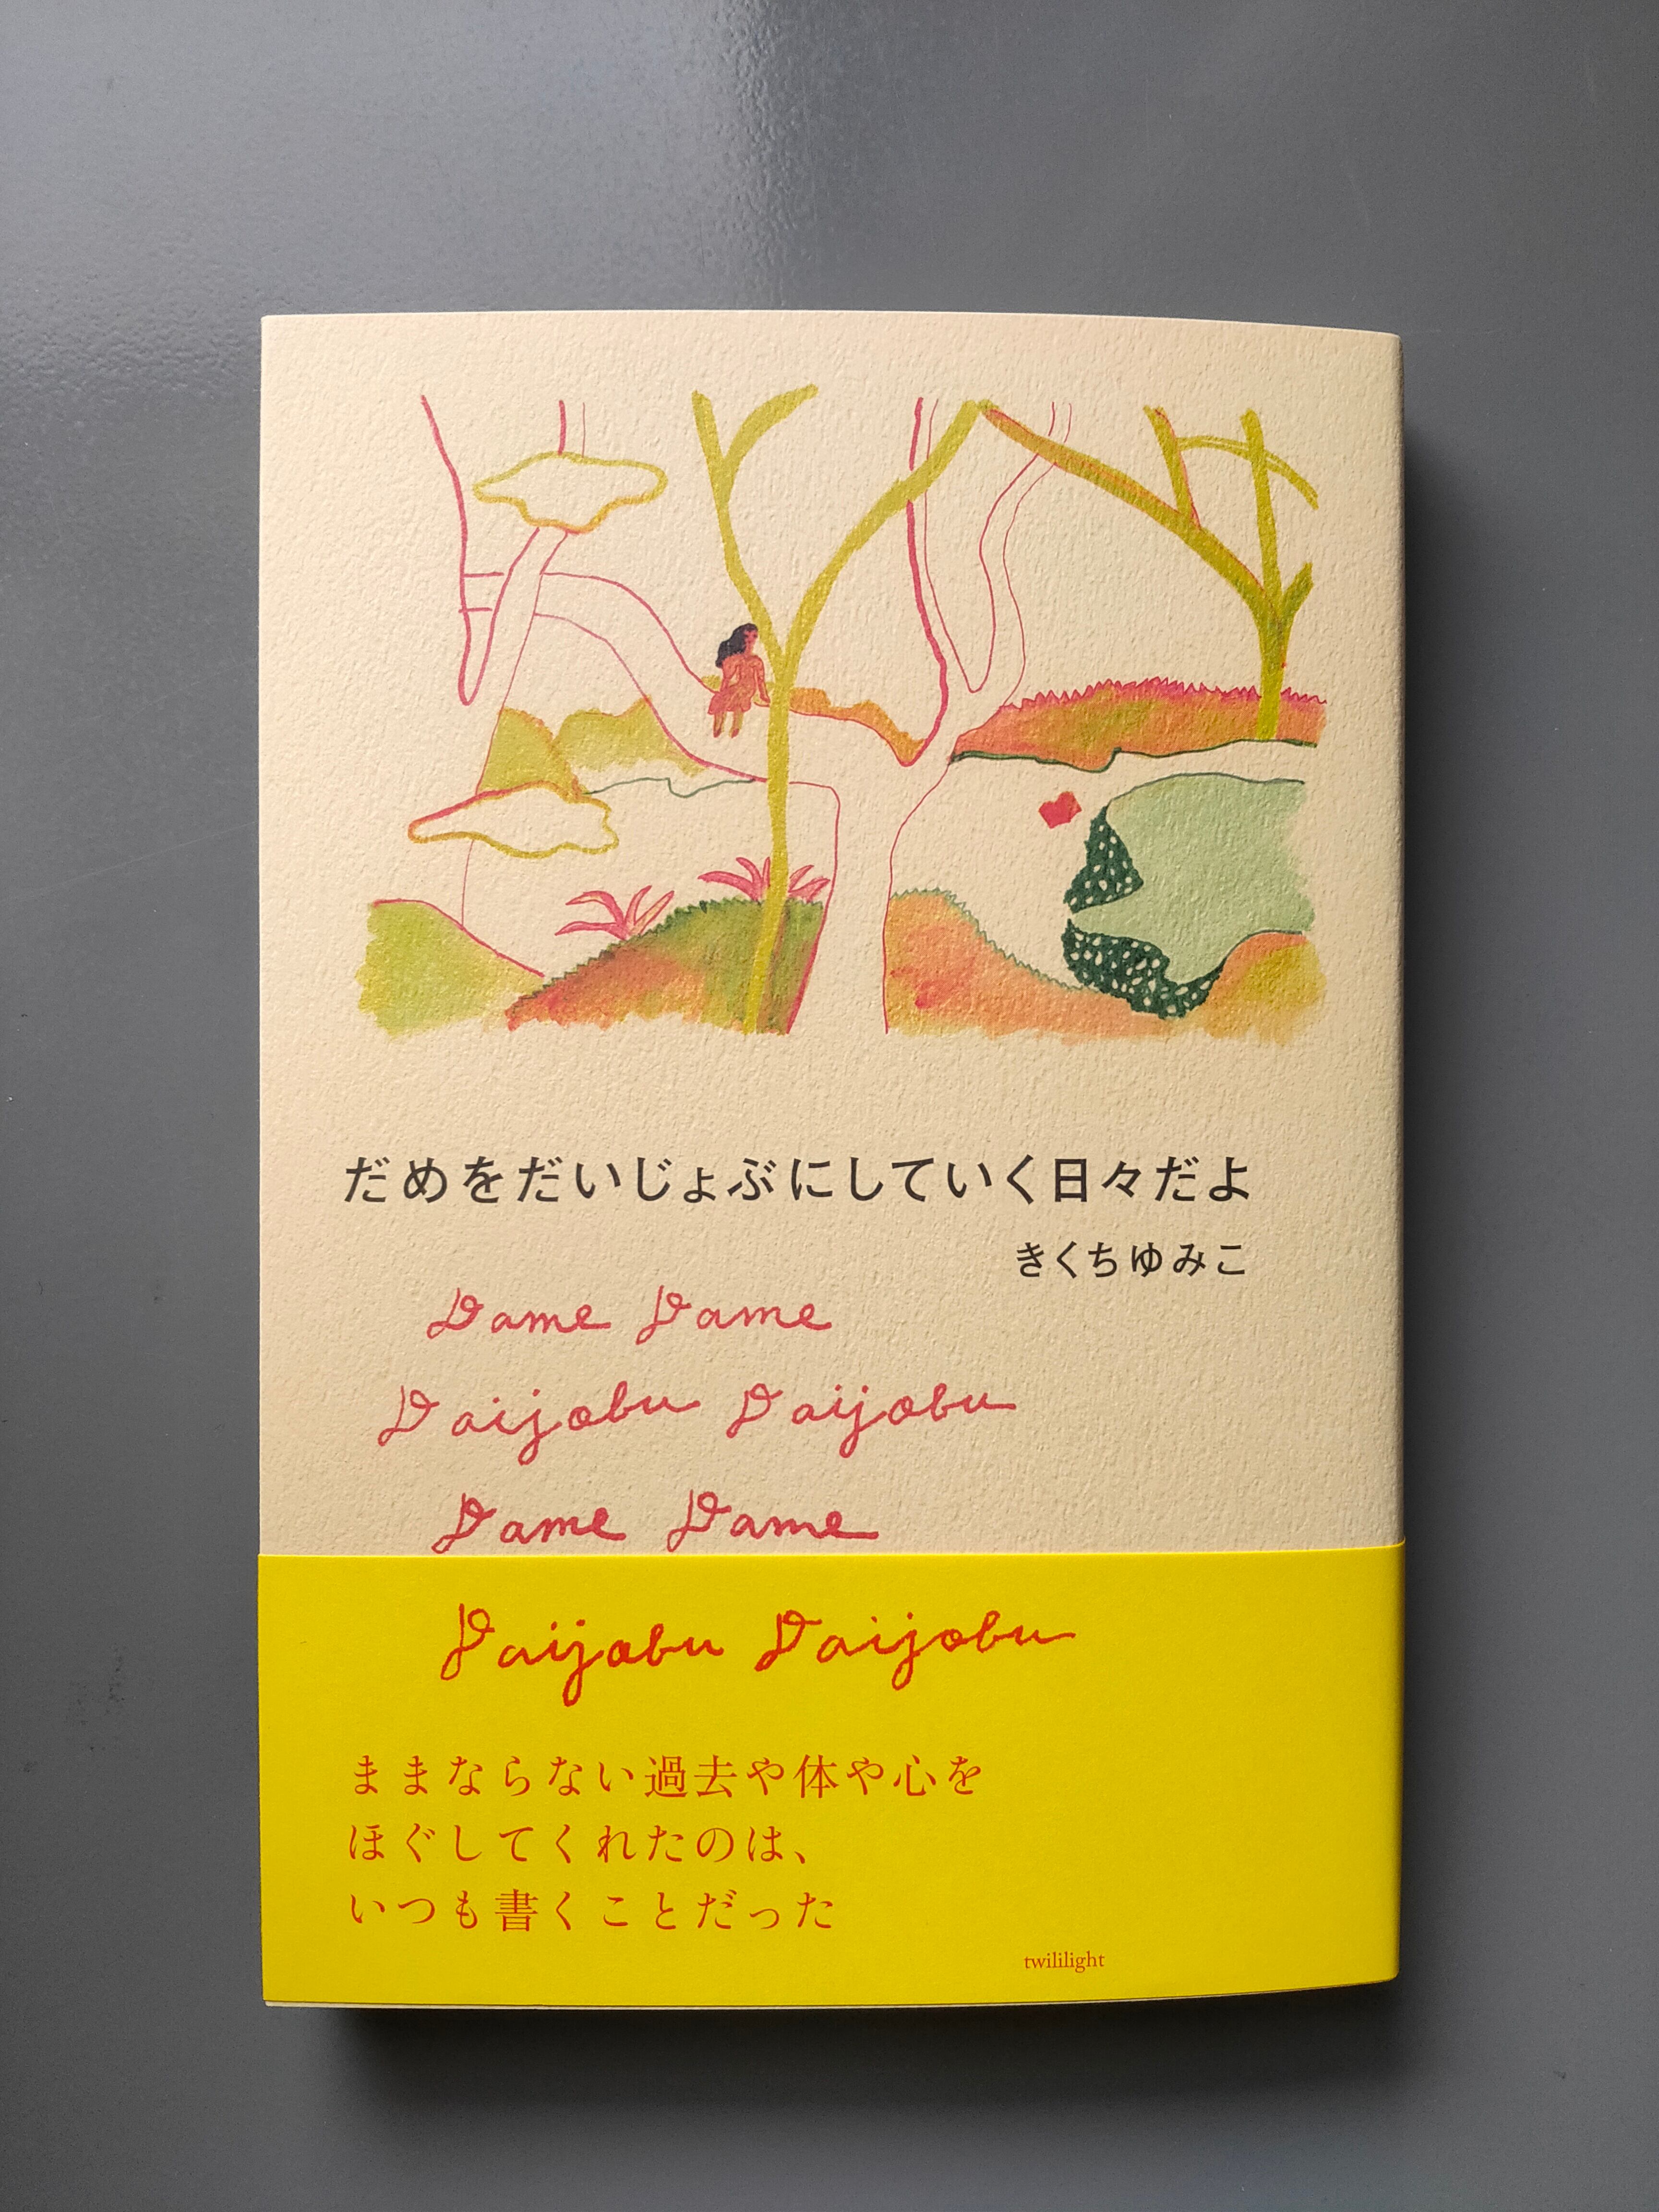 だめをだいじょぶにしていく日々だよ
きくちゆみこ
Dame Dame
Daijobu Daijobu
Dame Dame
Daijobu Daijobu
ままならない過去や体や心を
ほぐしてくれたのは、
いつも書くことだった
twililight